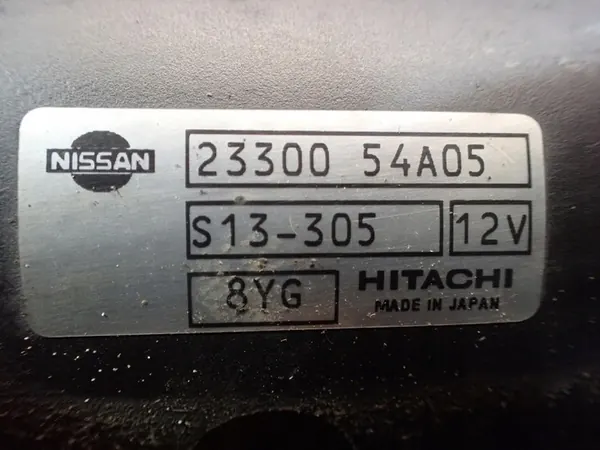 NISSAN 23300 54A05
S13-305 12V
8YG HITACHI
MADE IN JAPAN